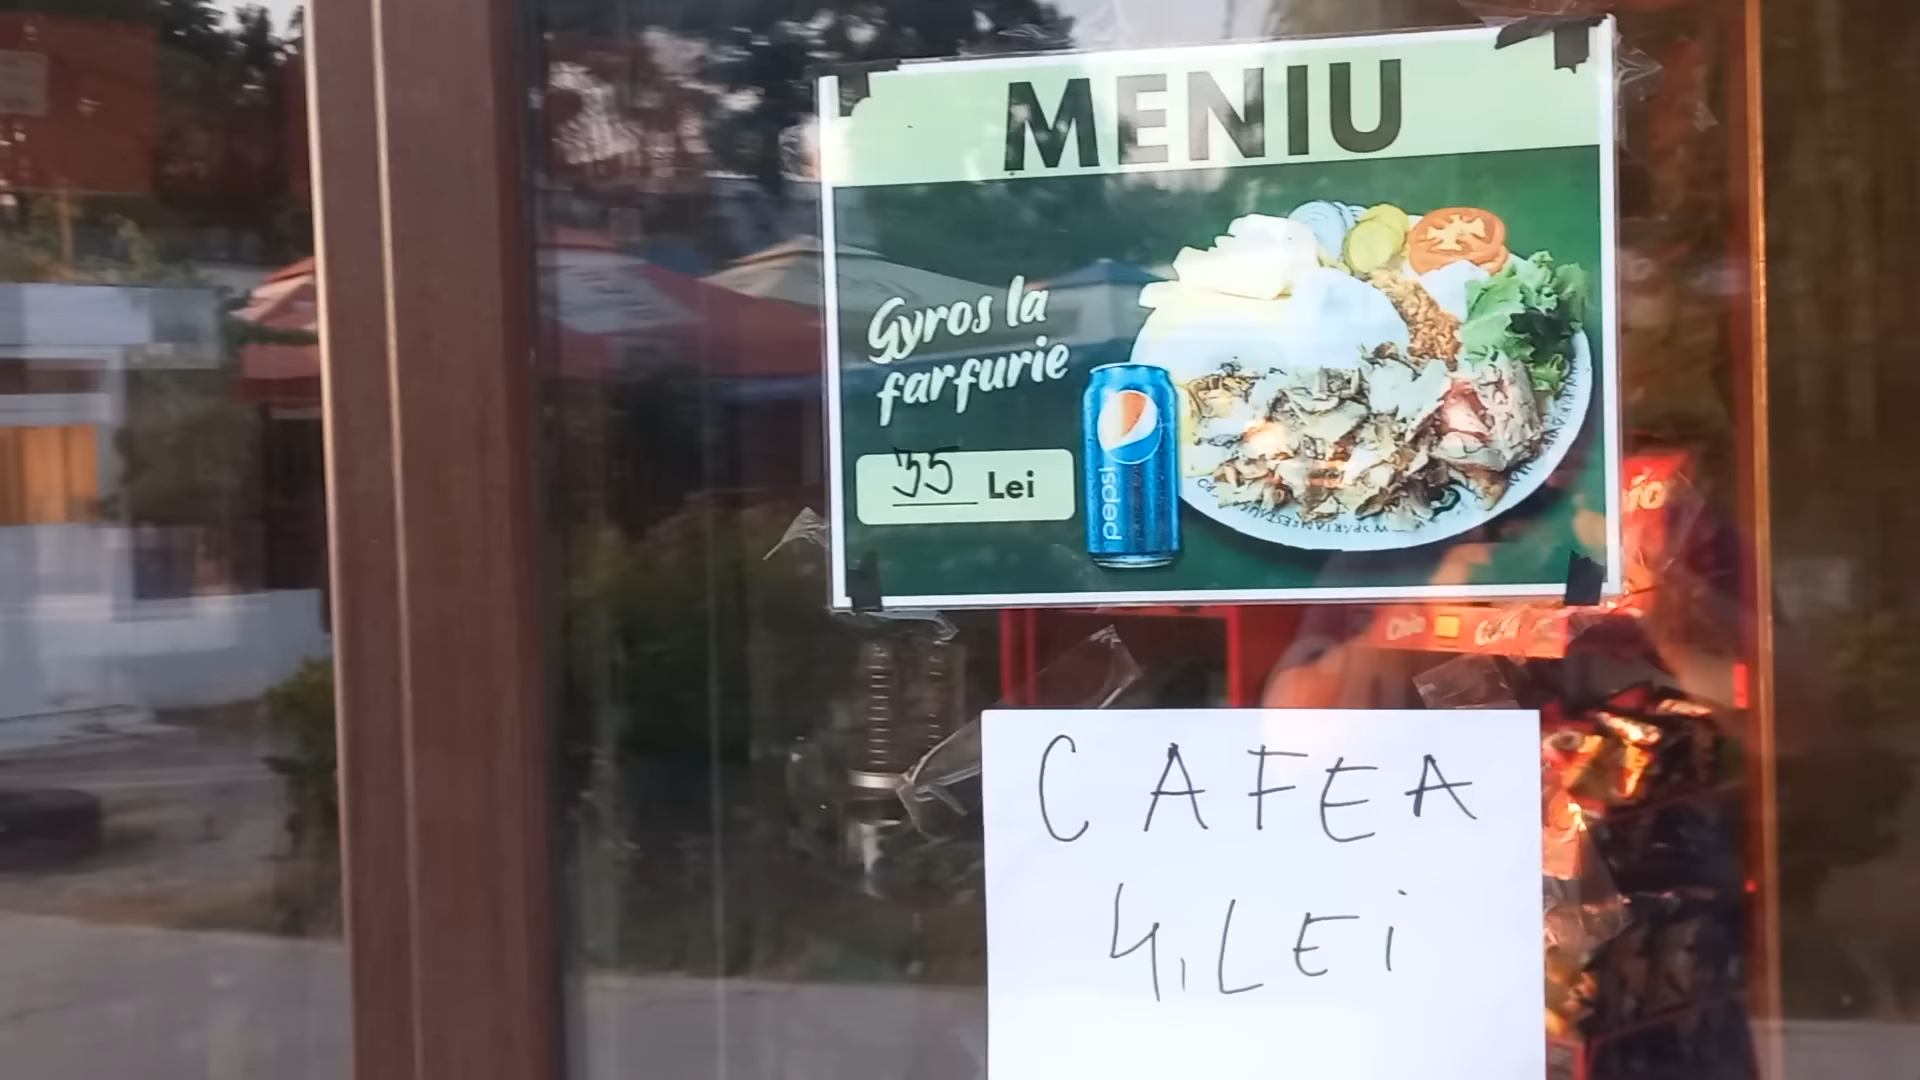 MENIU
Gyros la
farfurie
35 Lei
pepsi
CAFEA
4, LEi